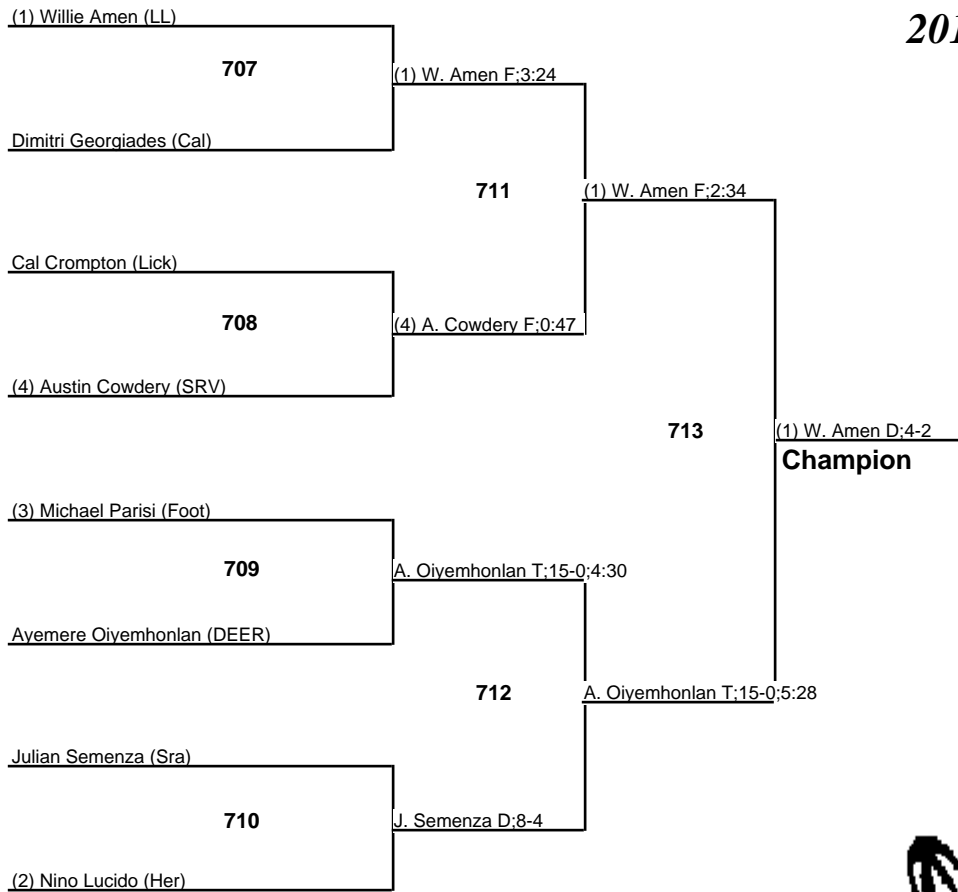 (1) Willie Amen (LL)
201
707
(1) W. Amen F;3:24
Dimitri Georgiades (Cal)
711
(1) W. Amen F;2:34
Cal Crompton (Lick)
708
(4) A. Cowdery F;0:47
(4) Austin Cowdery (SRV)
713
(1) W. Amen D;4-2
Champion
(3) Michael Parisi (Foot)
709
A. Oiyemhonlan T;15-0;4:30
Ayemere Oiyemhonlan (DEER)
712
A. Oiyemhonlan T;15-0;5:28
Julian Semenza (Sra)
710
J. Semenza D;8-4
(2) Nino Lucido (Her)